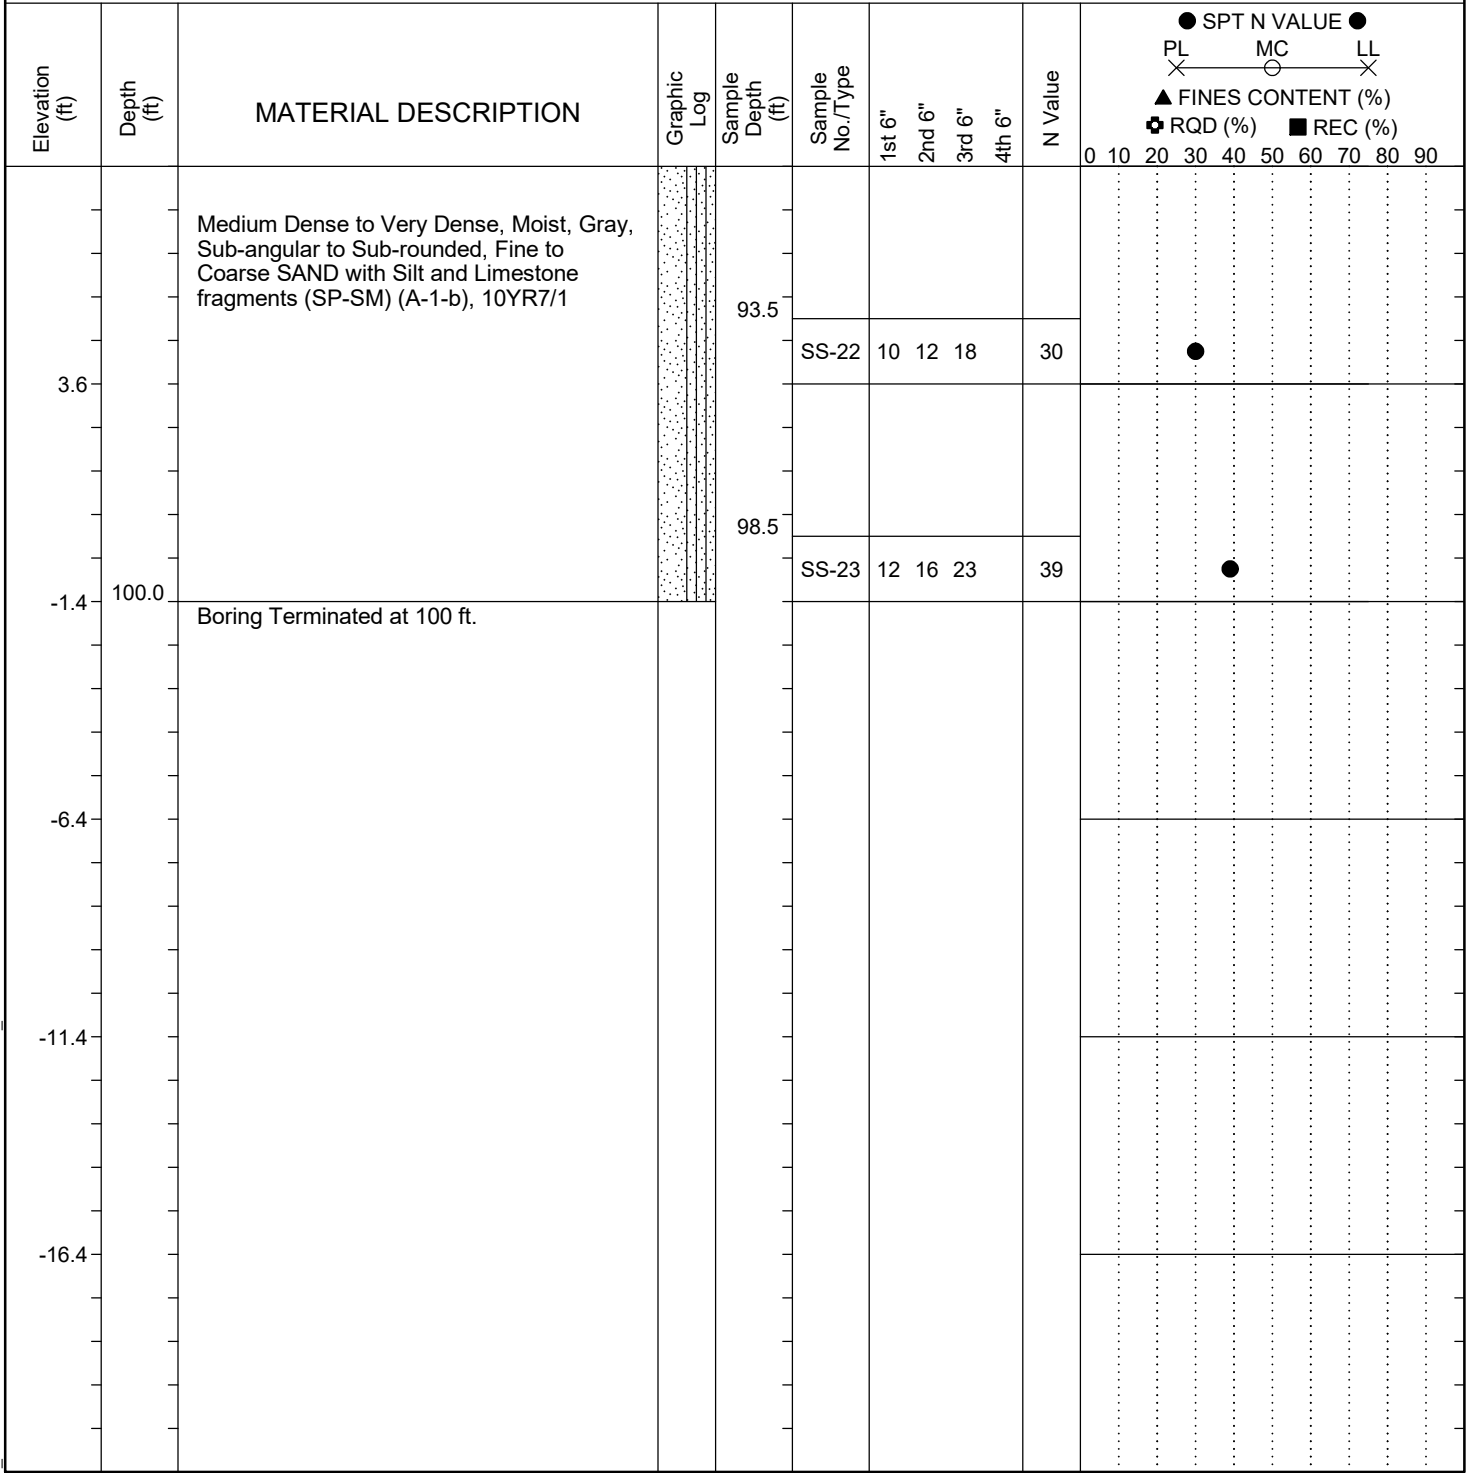 Elevation (ft)
Depth (ft)
MATERIAL DESCRIPTION
Graphic Log
Sample Depth (ft)
Sample No./Type
1st 6"
2nd 6"
3rd 6"
4th 6"
N Value
● SPT N VALUE ●
PL MC LL
▲ FINES CONTENT (%)
RQD (%) ■ REC (%)
0 10 20 30 40 50 60 70 80 90
Medium Dense to Very Dense, Moist, Gray,
Sub-angular to Sub-rounded, Fine to
Coarse SAND with Silt and Limestone
fragments (SP-SM) (A-1-b), 10YR7/1
93.5
SS-22 10 12 18 30
3.6
98.5
SS-23 12 16 23 39
100.0
-1.4
Boring Terminated at 100 ft.
-6.4
-11.4
-16.4